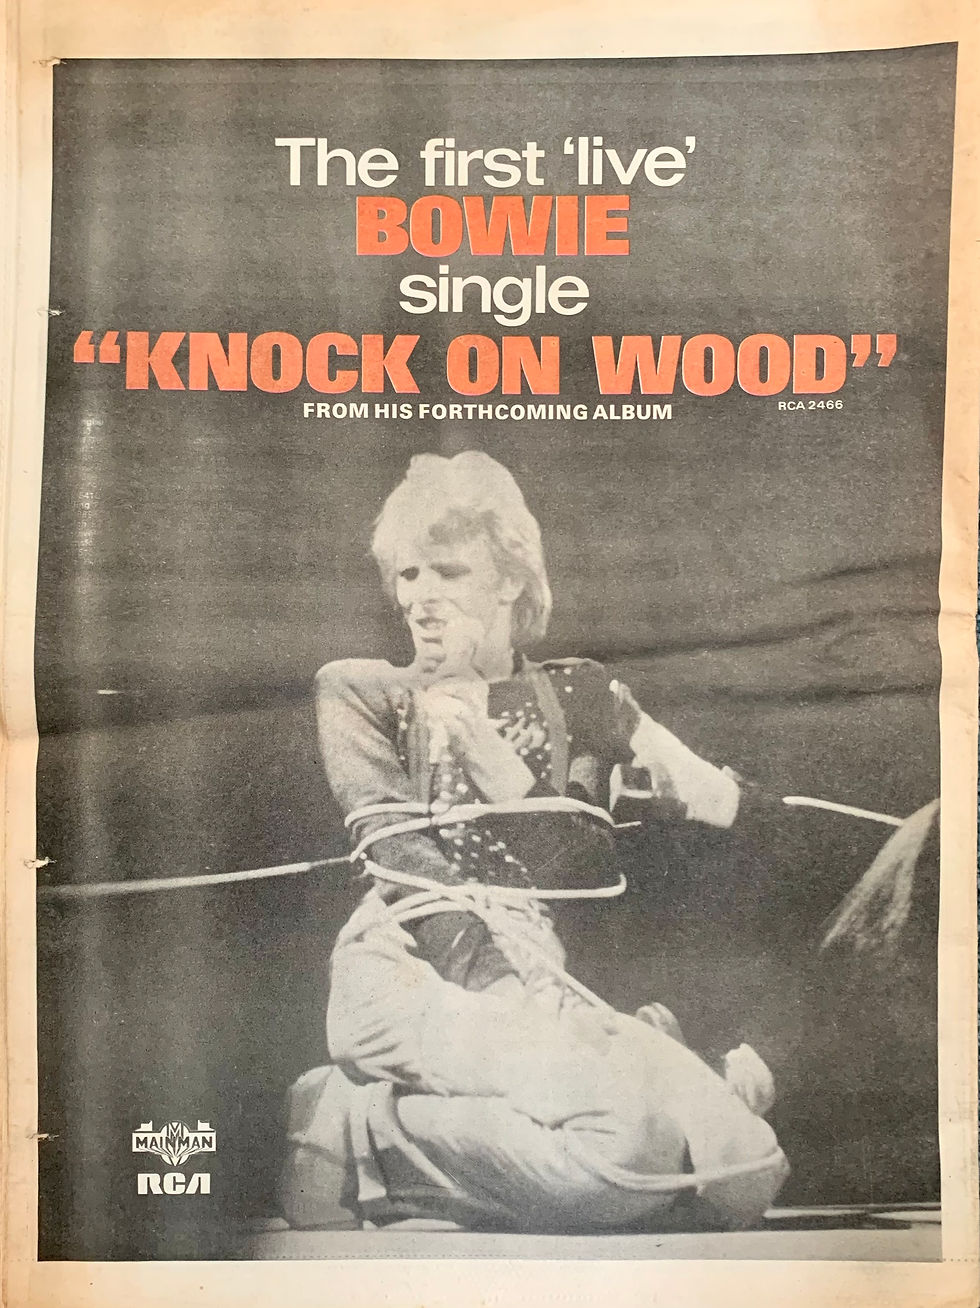 The first ‘live’
BOWIE
single
“KNOCK ON WOOD”
FROM HIS FORTHCOMING ALBUM
RCA 2466
MAINMAN
RCA